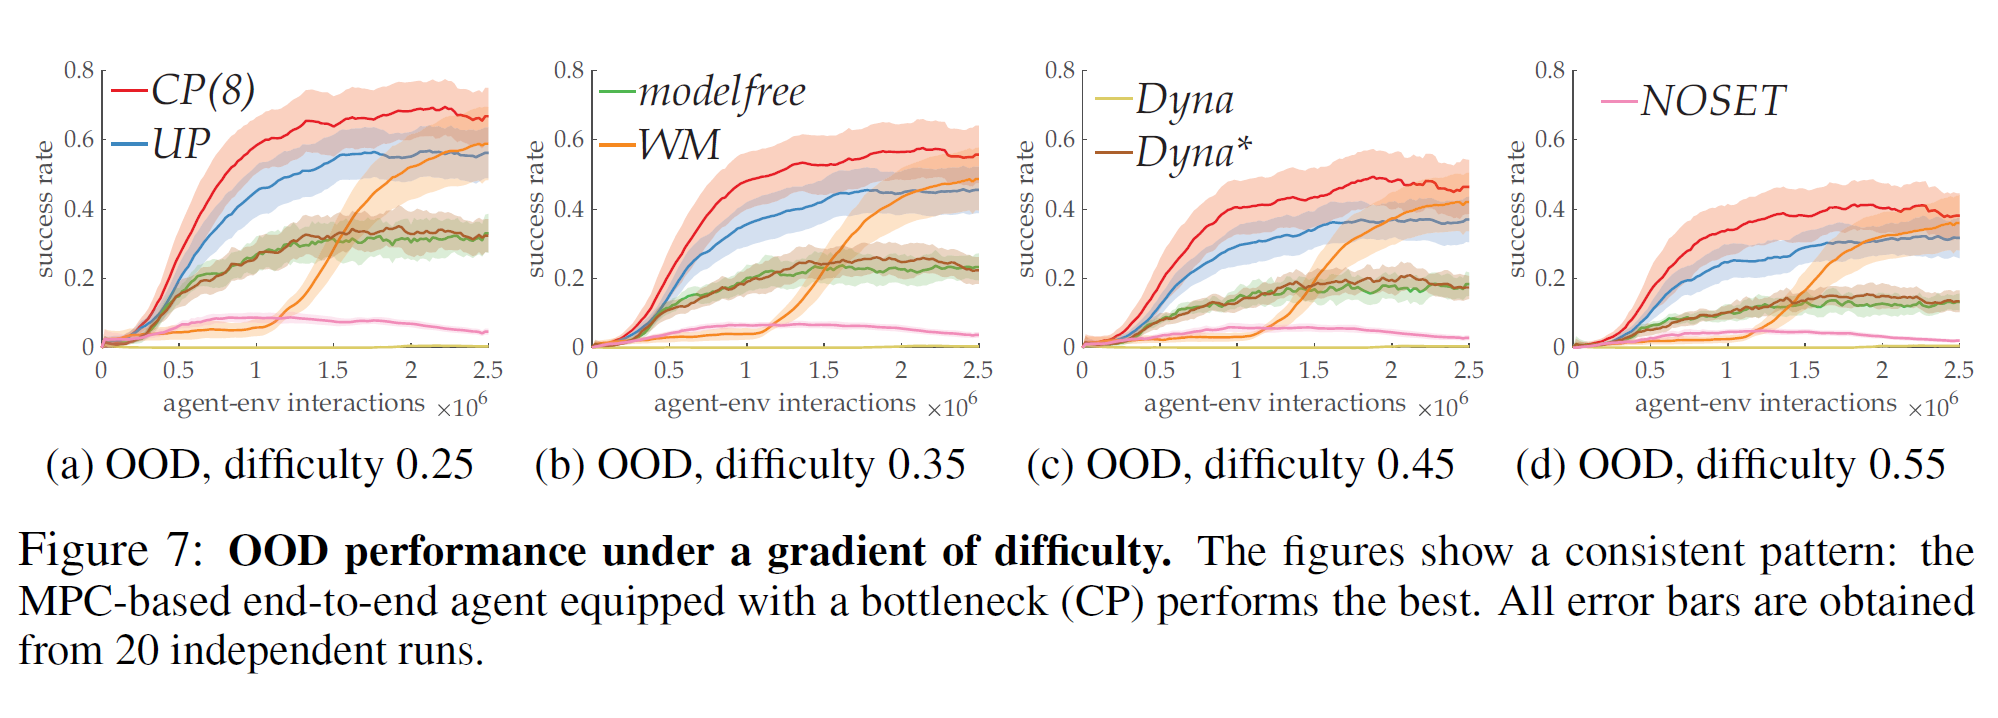 0.8
0.6
0.4
0.2
0
success rate
CP(8)
UP
0 0.5 1 1.5 2 2.5
agent-env interactions ×10⁶
(a) OOD, difficulty 0.25
0.8
0.6
0.4
0.2
0
success rate
modelfree
WM
0 0.5 1 1.5 2 2.5
agent-env interactions ×10⁶
(b) OOD, difficulty 0.35
0.8
0.6
0.4
0.2
0
success rate
Dyna
Dyna*
0 0.5 1 1.5 2 2.5
agent-env interactions ×10⁶
(c) OOD, difficulty 0.45
0.8
0.6
0.4
0.2
0
success rate
NOSET
0 0.5 1 1.5 2 2.5
agent-env interactions ×10⁶
(d) OOD, difficulty 0.55
Figure 7: OOD performance under a gradient of difficulty. The figures show a consistent pattern: the
MPC-based end-to-end agent equipped with a bottleneck (CP) performs the best. All error bars are obtained
from 20 independent runs.